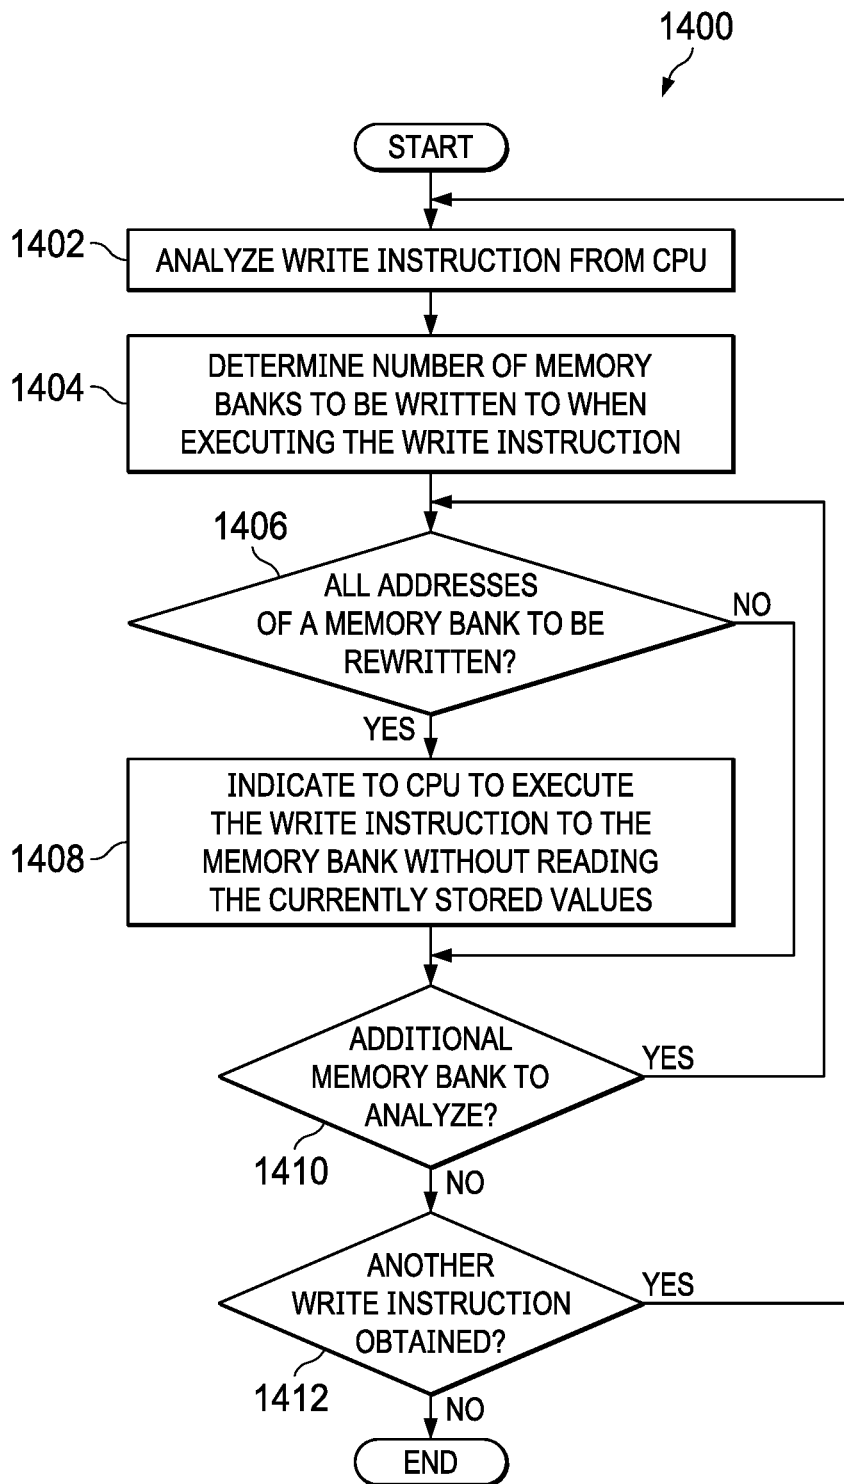 1400
START
1402
ANALYZE WRITE INSTRUCTION FROM CPU
1404
DETERMINE NUMBER OF MEMORY
BANKS TO BE WRITTEN TO WHEN
EXECUTING THE WRITE INSTRUCTION
1406
ALL ADDRESSES
OF A MEMORY BANK TO BE
REWRITTEN?
NO
YES
1408
INDICATE TO CPU TO EXECUTE
THE WRITE INSTRUCTION TO THE
MEMORY BANK WITHOUT READING
THE CURRENTLY STORED VALUES
ADDITIONAL
MEMORY BANK TO
ANALYZE?
YES
1410
NO
ANOTHER
WRITE INSTRUCTION
OBTAINED?
YES
1412
NO
END